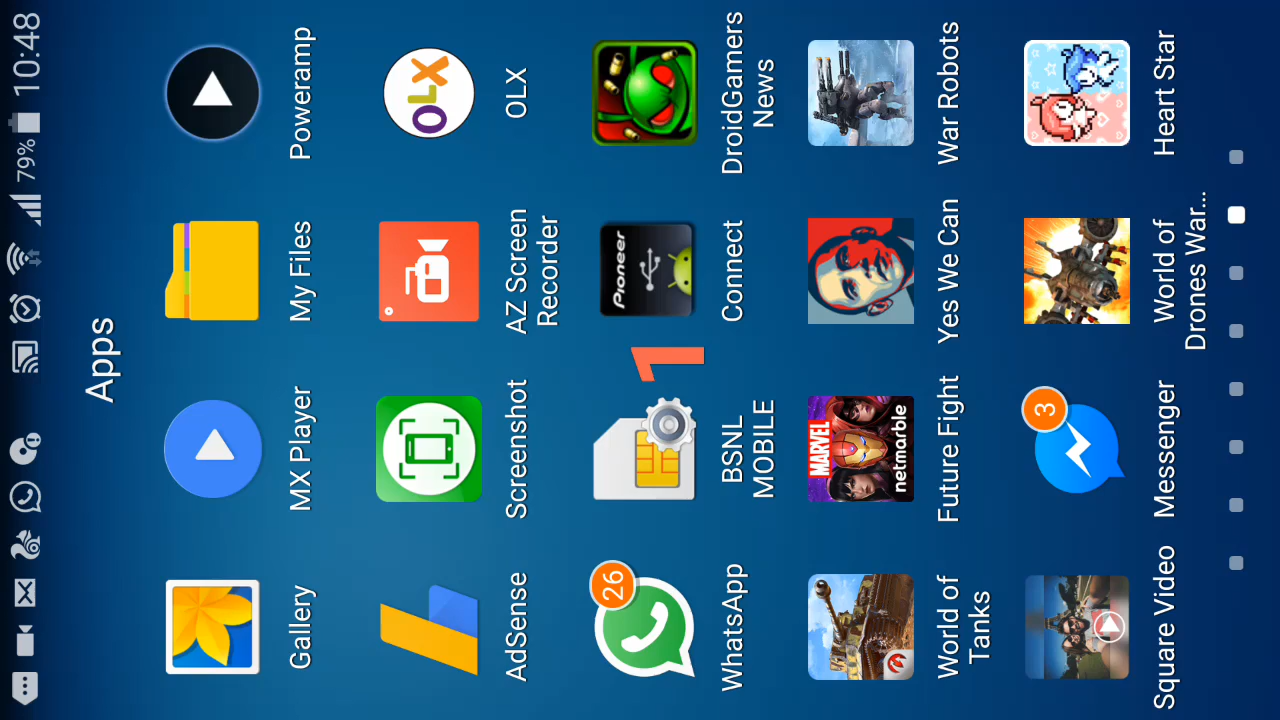 79% 10:48
Apps
Gallery
MX Player
My Files
Poweramp
AdSense
Screenshot
AZ Screen
Recorder
OLX
OLX
26
WhatsApp
BSNL
MOBILE
1
Pioneer
Connect
DroidGamers
News
World of
Tanks
MARVEL
netmarble
Future Fight
Yes We Can
War Robots
Square Video
3
Messenger
World of
Drones War...
Heart Star